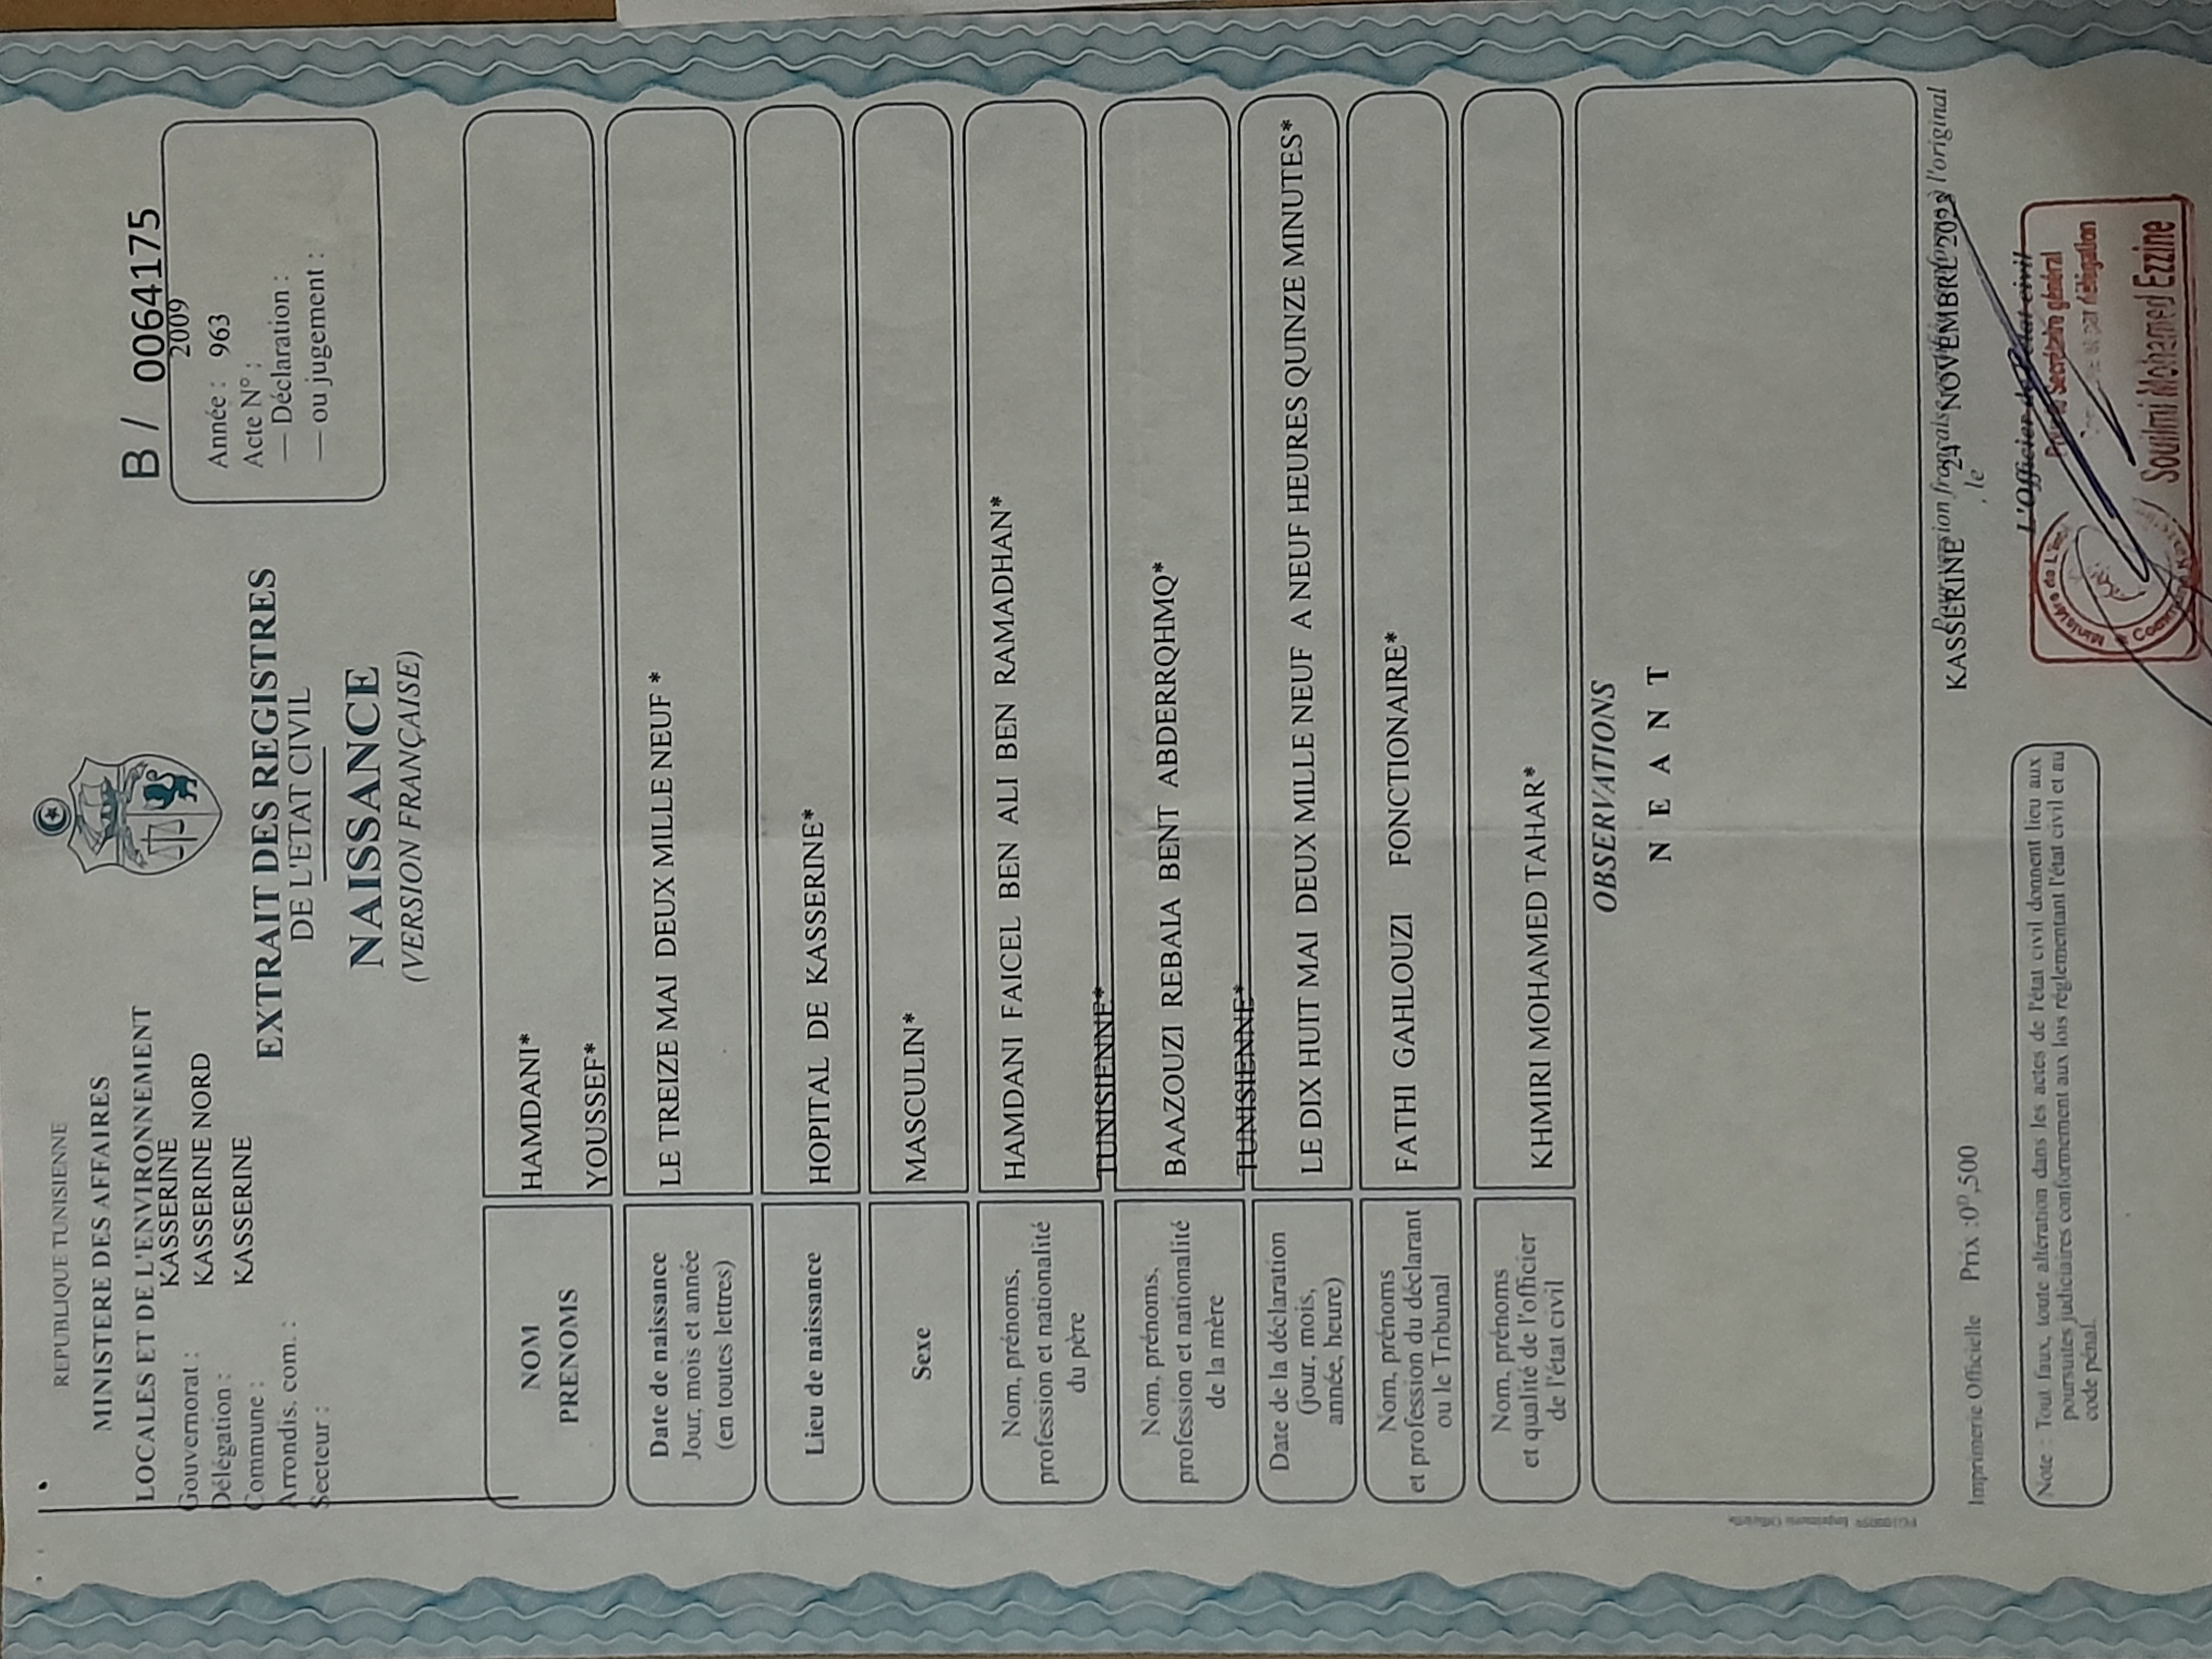 REPUBLIQUE TUNISIENNE
MINISTERE DES AFFAIRES
LOCALES ET DE L'ENVIRONNEMENT
Gouvernorat : KASSERINE
Délégation : KASSERINE NORD
Commune : KASSERINE
Arrondis. com. :
Secteur :
B / 0064175
2009
Année : 963
Acte N° :
— Déclaration :
— ou jugement :
EXTRAIT DES REGISTRES
DE L'ETAT CIVIL
NAISSANCE
(VERSION FRANÇAISE)
NOM HAMDANI*
PRENOMS YOUSSEF*
Date de naissance
Jour, mois et année
(en toutes lettres)
LE TREIZE MAI DEUX MILLE NEUF *
Lieu de naissance
HOPITAL DE KASSERINE*
Sexe
MASCULIN*
Nom, prénoms,
profession et nationalité
du père
HAMDANI FAICEL BEN ALI BEN RAMADHAN*
TUNISIENNE*
Nom, prénoms,
profession et nationalité
de la mère
BAAZOUZI REBAIA BENT ABDERRQHMQ*
TUNISIENNE*
Date de la déclaration
(jour, mois,
année, heure)
LE DIX HUIT MAI DEUX MILLE NEUF A NEUF HEURES QUINZE MINUTES*
Nom, prénoms
et profession du déclarant
ou le Tribunal
FATHI GAHLOUZI FONCTIONAIRE*
Nom, prénoms
et qualité de l'officier
de l'état civil
KHMIRI MOHAMED TAHAR*
OBSERVATIONS
N E A N T
l'original
KASSERINE , le 24 NOVEMBRE 2023
L'Officier de l'état civil
Secrétaire général
par délégation
Souilmi Mohamed Ezzine
Imprimerie Officielle Prix :0ᴰ,500
Note : Tout faux, toute altération dans les actes de l'état civil donnent lieu aux
poursuites judiciaires conformement aux lois réglementant l'état civil et au
code pénal.